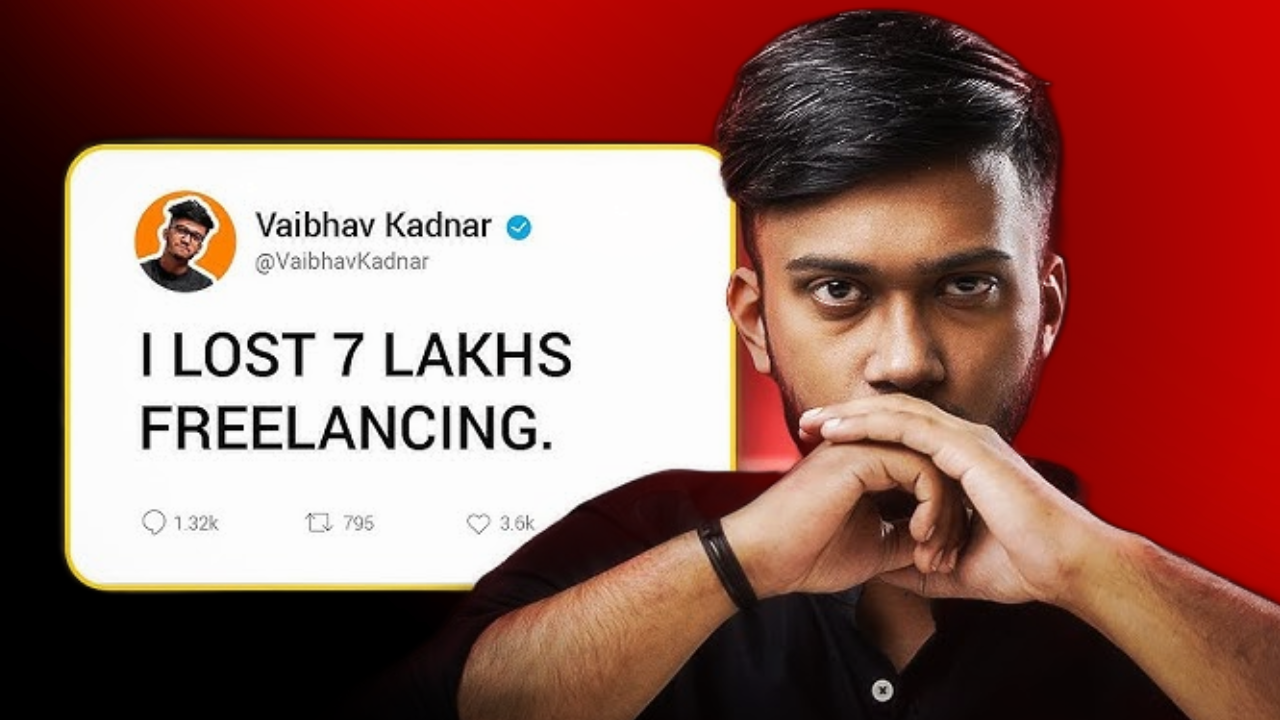 Vaibhav Kadnar
@VaibhavKadnar
I LOST 7 LAKHS
FREELANCING.
1.32k 795 3.6k